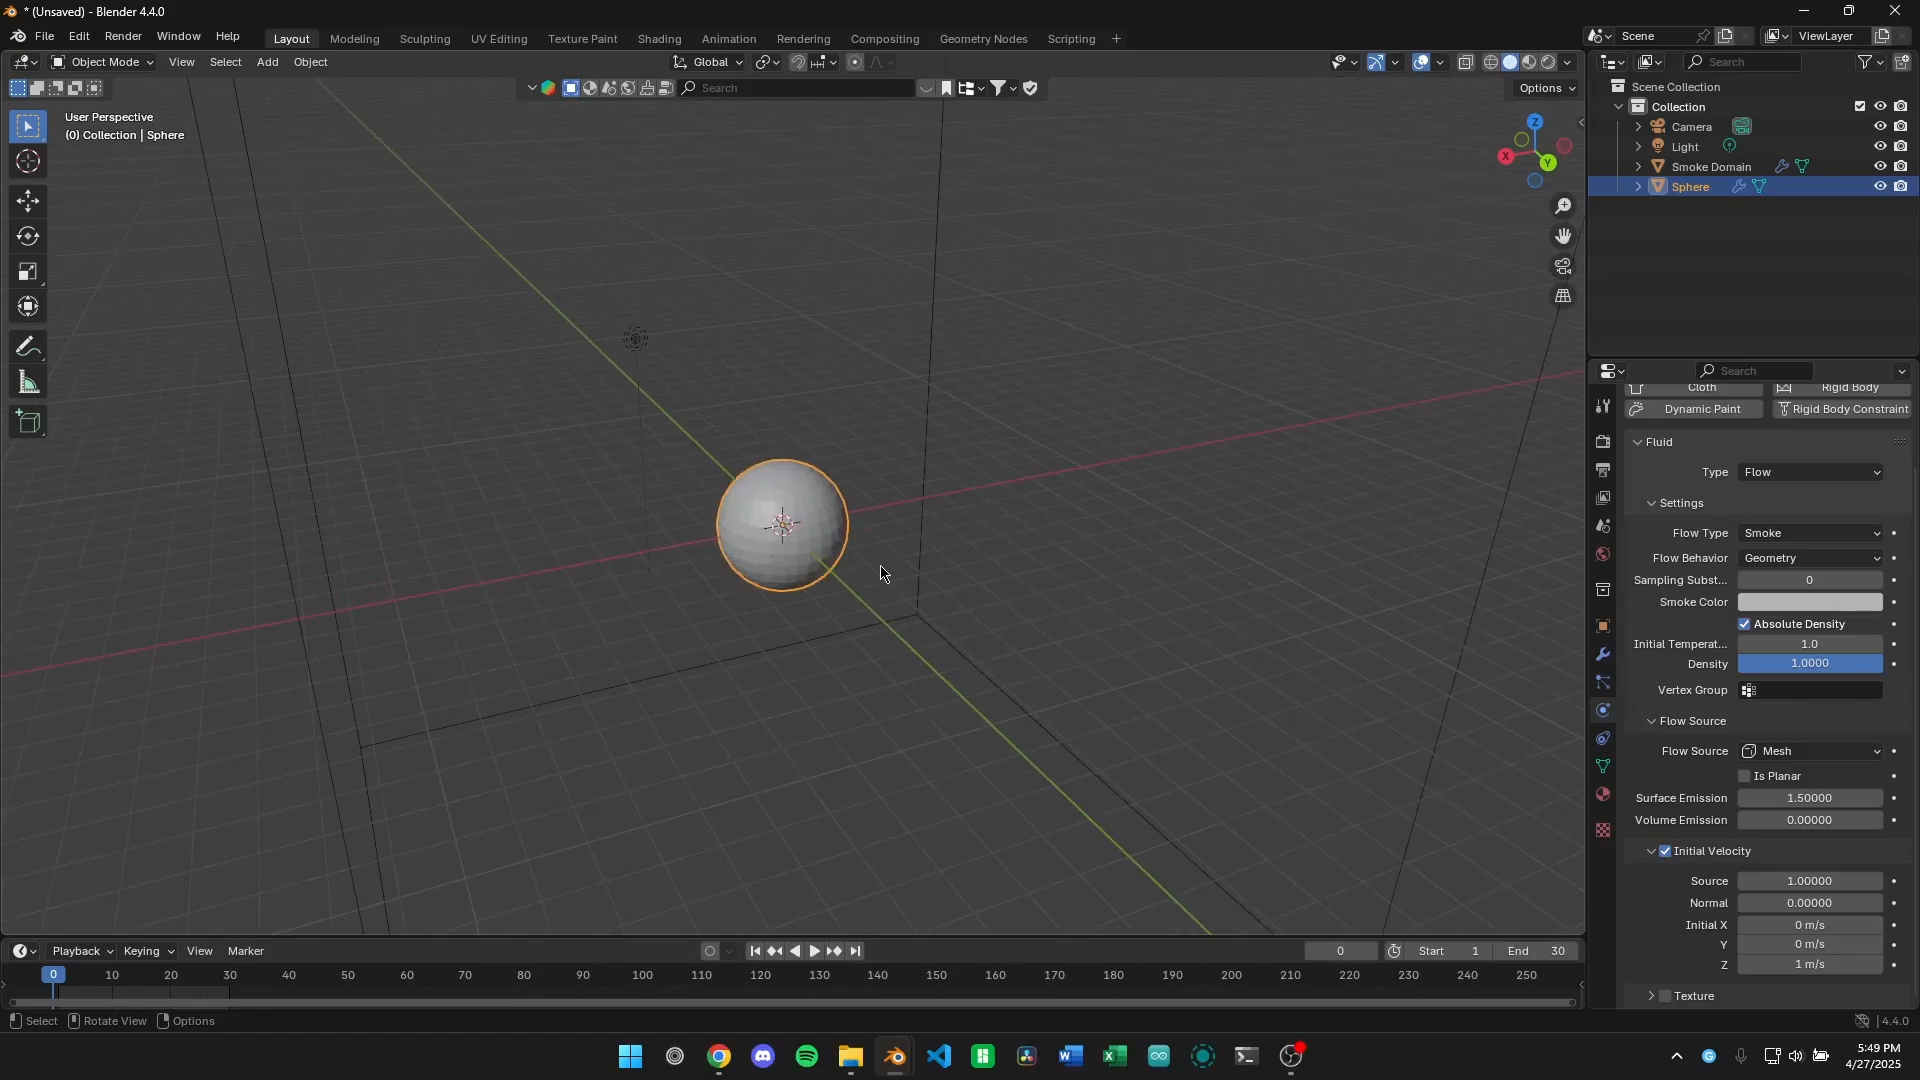 * (Unsaved) - Blender 4.4.0
File Edit Render Window Help
Layout Modeling Sculpting UV Editing Texture Paint Shading Animation Rendering Compositing Geometry Nodes Scripting +
Scene
ViewLayer
Object Mode View Select Add Object
Global
Search
Search
Options
User Perspective
(0) Collection | Sphere
Z
X
Y
Scene Collection
Collection
Camera
Light
Smoke Domain
Sphere
Search
Cloth Rigid Body
Dynamic Paint Rigid Body Constraint
Fluid
Type Flow
Settings
Flow Type Smoke
Flow Behavior Geometry
Sampling Subst... 0
Smoke Color
Absolute Density
Initial Temperat... 1.0
Density 1.0000
Vertex Group
Flow Source
Flow Source Mesh
Is Planar
Surface Emission 1.50000
Volume Emission 0.00000
Initial Velocity
Source 1.00000
Normal 0.00000
Initial X 0 m/s
Y 0 m/s
Z 1 m/s
Texture
Playback Keying View Marker
0 Start 1 End 30
0 10 20 30 40 50 60 70 80 90 100 110 120 130 140 150 160 170 180 190 200 210 220 230 240 250
Select Rotate View Options
4.4.0
5:49 PM
4/27/2025